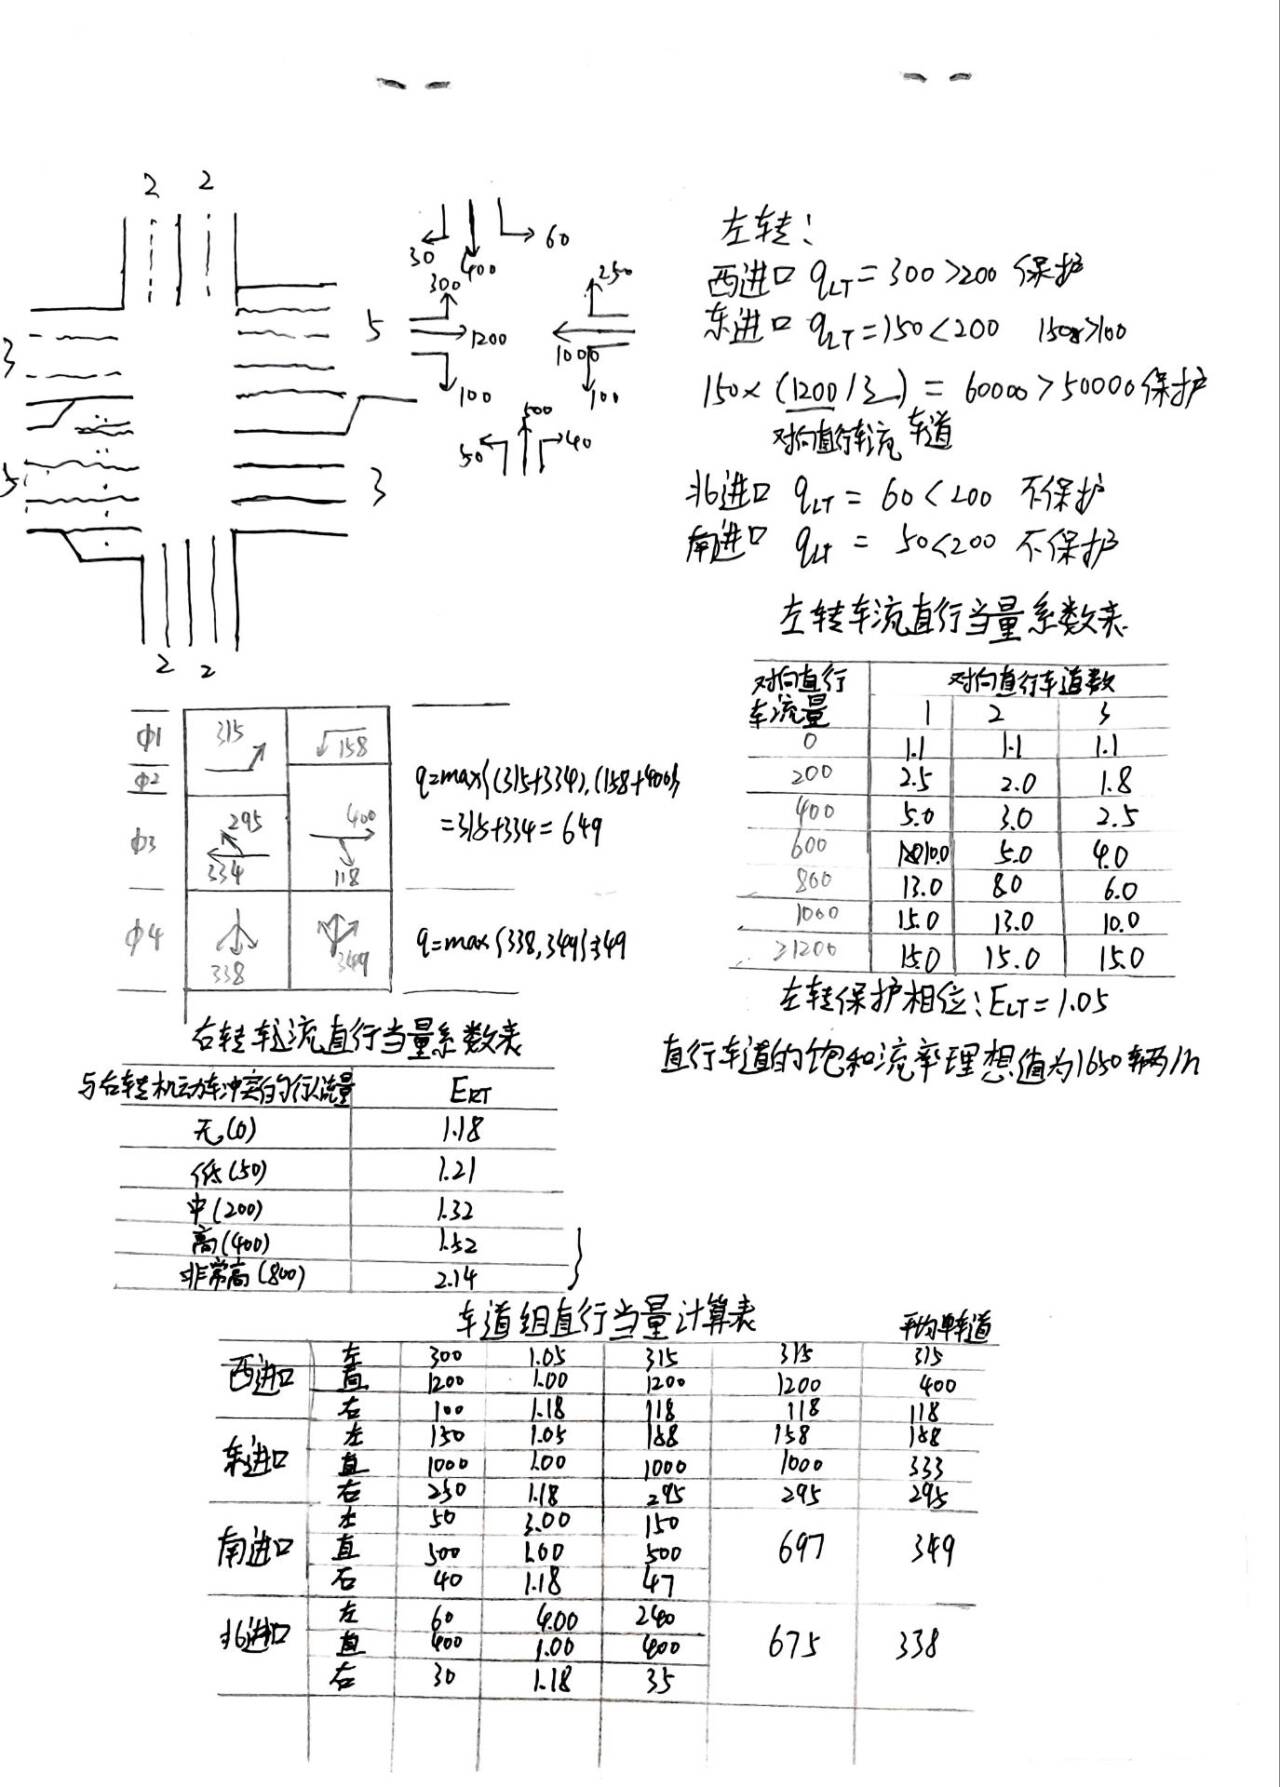 2 2
30 400 60
300
1200
100
250
1000
100
500
50 40
3
5
5
3
2 2
左转:
西进口 qLT = 300 > 200 保护
东进口 qLT = 150 < 200 150>100
150×(1200/3) = 60000 > 50000 保护
对向直行车流 车道
北进口 qLT = 60 < 200 不保护
南进口 qLT = 50 < 200 不保护
左转车流直行当量系数表
对向直行车流量 对向直行车道数
1 2 3
0 1.1 1.1 1.1
200 2.5 2.0 1.8
400 5.0 3.0 2.5
600 10.0 5.0 4.0
800 13.0 8.0 6.0
1000 15.0 13.0 10.0
≥1200 15.0 15.0 15.0
左转保护相位: ELT = 1.05
直行车道的饱和流率理想值为1650辆/h
Φ1 315 158
Φ2
Φ3 295 400
334 118
Φ4
338 349
q=max{(315+334),(158+400)}
=315+334=649
q=max{338,349}=349
右转车流直行当量系数表
与右转机动车冲突的行人流量 ERT
无(0) 1.18
低(50) 1.21
中(200) 1.32
高(400) 1.52
非常高(800) 2.14
车道组直行当量计算表 平均单车道
西进口 左 300 1.05 315 315 315
直 1200 1.00 1200 1200 400
右 100 1.18 118 118 118
东进口 左 150 1.05 158 158 158
直 1000 1.00 1000 1000 333
右 250 1.18 295 295 295
南进口 左 50 3.00 150 697 349
直 500 1.00 500
右 40 1.18 47
北进口 左 60 4.00 240 675 338
直 400 1.00 400
右 30 1.18 35